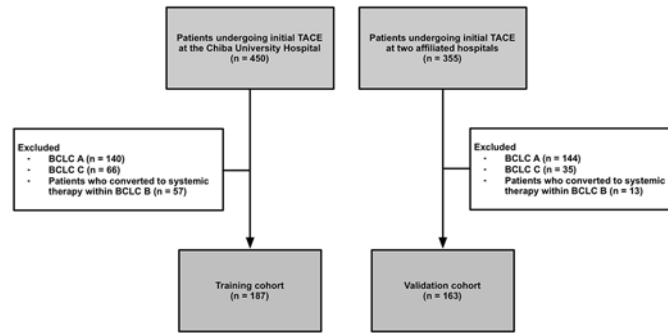 Patients undergoing initial TACE
at the Chiba University Hospital
(n = 450)
Patients undergoing initial TACE
at two affiliated hospitals
(n = 355)
Excluded
- BCLC A (n = 140)
- BCLC C (n = 66)
- Patients who converted to systemic
therapy within BCLC B (n = 57)
Excluded
- BCLC A (n = 144)
- BCLC C (n = 35)
- Patients who converted to systemic
therapy within BCLC B (n = 13)
Training cohort
(n = 187)
Validation cohort
(n = 163)